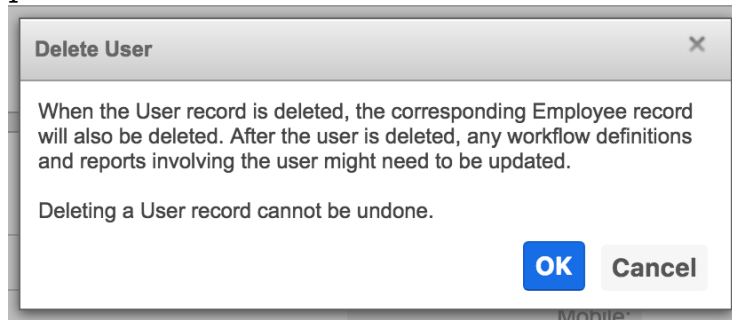 Delete User
×
When the User record is deleted, the corresponding Employee record
will also be deleted. After the user is deleted, any workflow definitions
and reports involving the user might need to be updated.
Deleting a User record cannot be undone.
OK Cancel
Mobile: